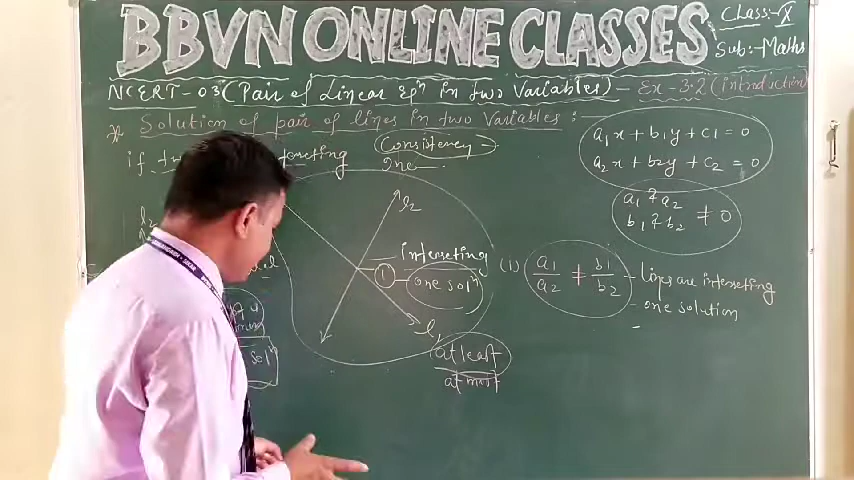 BBVN ONLINE CLASSES
Class:- X
Sub:- Maths
NCERT-03 (Pair of Linear Eqⁿ in two Variables) - Ex-3.2 (introduction)
Solution of pair of lines in two Variables :-
Consistency
One
a₁x + b₁y + c₁ = 0
a₂x + b₂y + c₂ = 0
a₁ & a₂
b₁ & b₂ ≠ 0
l₂
l₂
intersecting
① one solⁿ
l₁
at least
at most
(1) a₁/a₂ ≠ b₁/b₂ - Lines are intersecting
- one solution
solⁿ